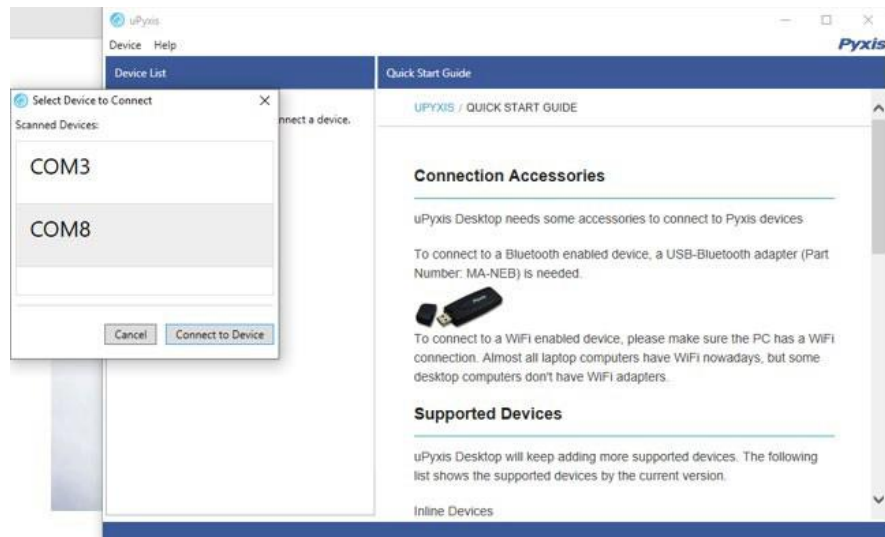 uPyxis
Device Help
Pyxis
Device List
Quick Start Guide
Select Device to Connect
Scanned Devices:
COM3
COM8
Cancel Connect to Device
nnect a device.
UPYXIS / QUICK START GUIDE
Connection Accessories
uPyxis Desktop needs some accessories to connect to Pyxis devices
To connect to a Bluetooth enabled device, a USB-Bluetooth adapter (Part
Number: MA-NEB) is needed.
To connect to a WiFi enabled device, please make sure the PC has a WiFi
connection. Almost all laptop computers have WiFi nowadays, but some
desktop computers don't have WiFi adapters.
Supported Devices
uPyxis Desktop will keep adding more supported devices. The following
list shows the supported devices by the current version.
Inline Devices